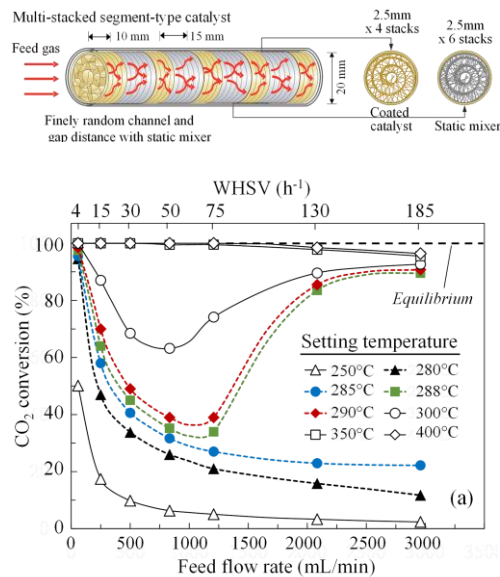 Multi-stacked segment-type catalyst
Feed gas
10 mm
15 mm
20 mm
2.5mm
x 4 stacks
2.5mm
x 6 stacks
Finely random channel and
gap distance with static mixer
Coated
catalyst
Static mixer
WHSV (h⁻¹)
4 15 30 50 75 130 185
CO₂ conversion (%)
100
80
60
40
20
0
Equilibrium
Setting temperature
250°C 280°C
285°C 288°C
290°C 300°C
350°C 400°C
(a)
0 500 1000 1500 2000 2500 3000 3500
Feed flow rate (mL/min)